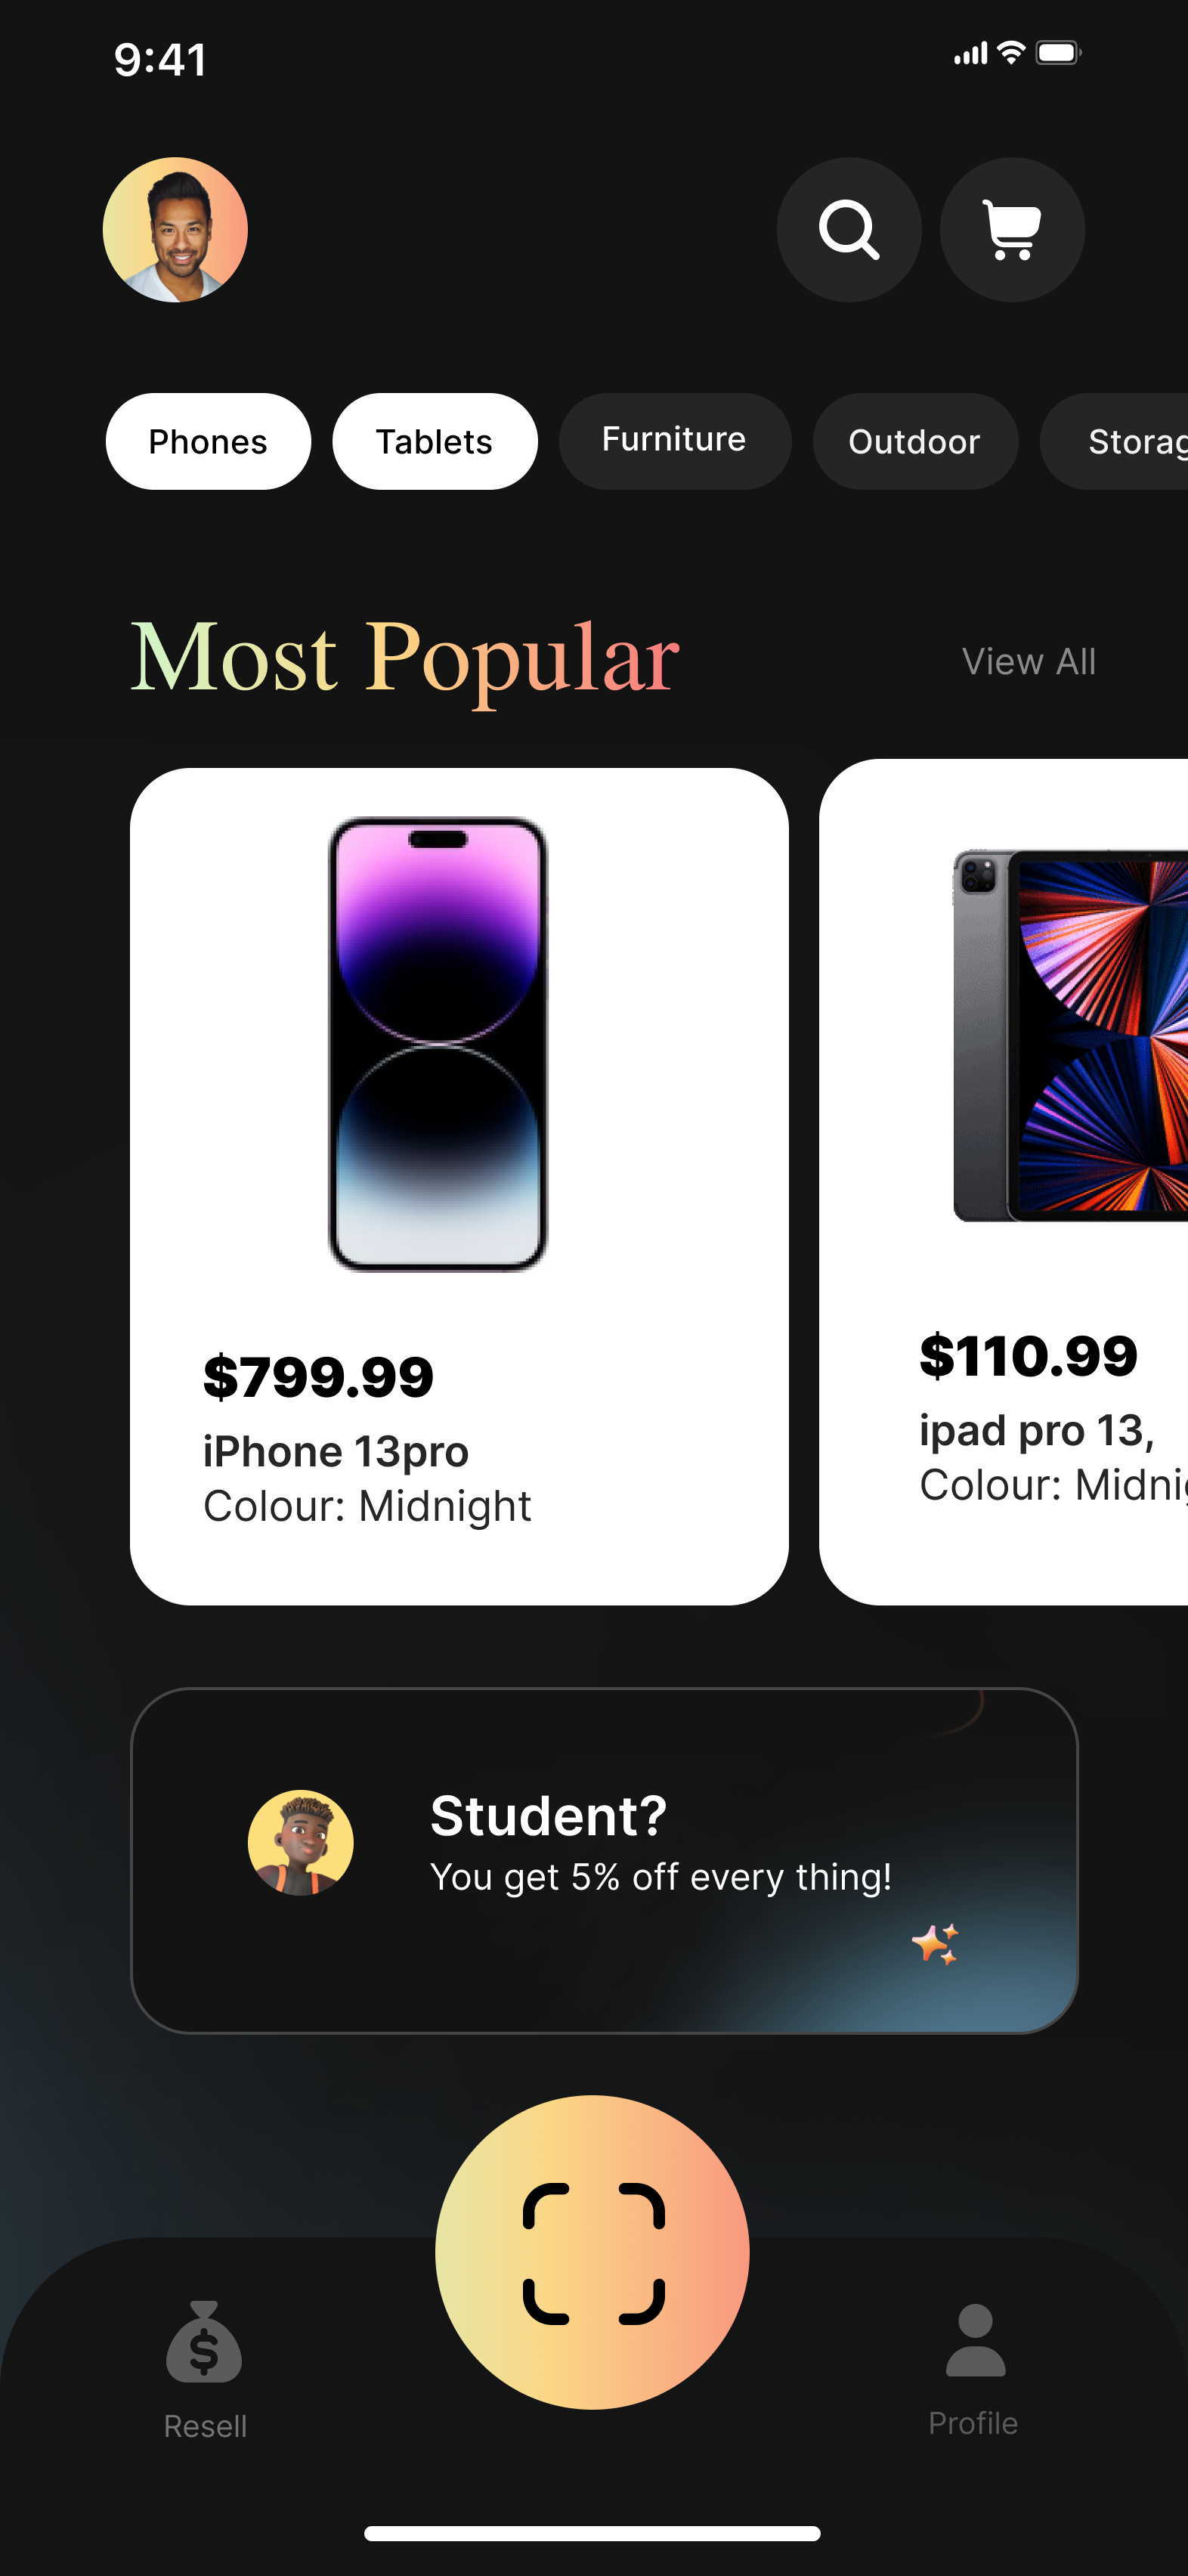 9:41
Phones
Tablets
Furniture
Outdoor
Storag
Most Popular
View All
$799.99
iPhone 13pro
Colour: Midnight
$110.99
ipad pro 13,
Colour: Midnig
Student?
You get 5% off every thing!
Resell
Profile